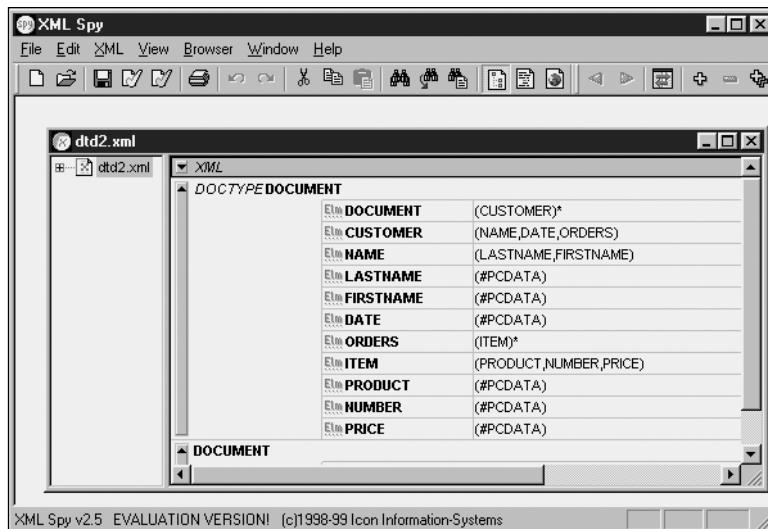 XML Spy
File Edit XML View Browser Window Help
dtd2.xml
dtd2.xml
XML
DOCTYPE DOCUMENT
Elm DOCUMENT (CUSTOMER)*
Elm CUSTOMER (NAME,DATE,ORDERS)
Elm NAME (LASTNAME,FIRSTNAME)
Elm LASTNAME (#PCDATA)
Elm FIRSTNAME (#PCDATA)
Elm DATE (#PCDATA)
Elm ORDERS (ITEM)*
Elm ITEM (PRODUCT,NUMBER,PRICE)
Elm PRODUCT (#PCDATA)
Elm NUMBER (#PCDATA)
Elm PRICE (#PCDATA)
DOCUMENT
XML Spy v2.5 EVALUATION VERSION! (c)1998-99 Icon Information-Systems